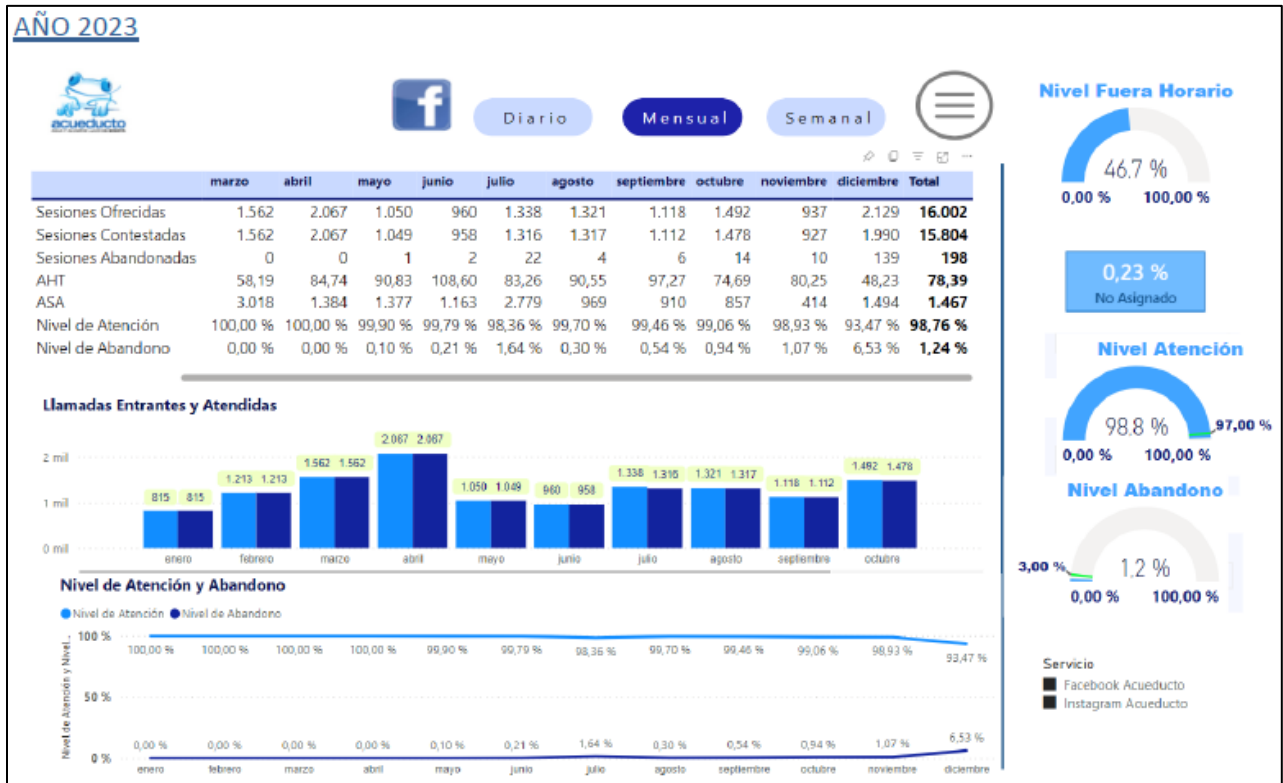 AÑO 2023
acueducto
Diario Mensual Semanal
marzo abril mayo junio julio agosto septiembre octubre noviembre diciembre Total
Sesiones Ofrecidas 1.562 2.067 1.050 960 1.338 1.321 1.118 1.492 937 2.129 16.002
Sesiones Contestadas 1.562 2.067 1.049 958 1.316 1.317 1.112 1.478 927 1.990 15.804
Sesiones Abandonadas 0 0 1 2 22 4 6 14 10 139 198
AHT 58,19 84,74 90,83 108,60 83,26 90,55 97,27 74,69 80,25 48,23 78,39
ASA 3.018 1.384 1.377 1.163 2.779 969 910 857 414 1.494 1.467
Nivel de Atención 100,00 % 100,00 % 99,90 % 99,79 % 98,36 % 99,70 % 99,46 % 99,06 % 98,93 % 93,47 % 98,76 %
Nivel de Abandono 0,00 % 0,00 % 0,10 % 0,21 % 1,64 % 0,30 % 0,54 % 0,94 % 1,07 % 6,53 % 1,24 %
Llamadas Entrantes y Atendidas
2 mil
1 mil
0 mil
815 815 1.213 1.213 1.562 1.562 2.067 2.067 1.050 1.049 960 958 1.338 1.316 1.321 1.317 1.118 1.112 1.492 1.478
enero febrero marzo abril mayo junio julio agosto septiembre octubre
Nivel de Atención y Abandono
Nivel de Atención Nivel de Abandono
Nivel de Atención y Nivel...
100 %
50 %
0 %
100,00 % 100,00 % 100,00 % 100,00 % 99,90 % 99,79 % 98,36 % 99,70 % 99,46 % 99,06 % 98,93 % 93,47 %
0,00 % 0,00 % 0,00 % 0,00 % 0,10 % 0,21 % 1,64 % 0,30 % 0,54 % 0,94 % 1,07 % 6,53 %
enero febrero marzo abril mayo junio julio agosto septiembre octubre noviembre diciembre
Nivel Fuera Horario
46.7 %
0,00 % 100,00 %
0,23 %
No Asignado
Nivel Atención
98.8 % 97,00 %
0,00 % 100,00 %
Nivel Abandono
3,00 % 1.2 %
0,00 % 100,00 %
Servicio
Facebook Acueducto
Instagram Acueducto